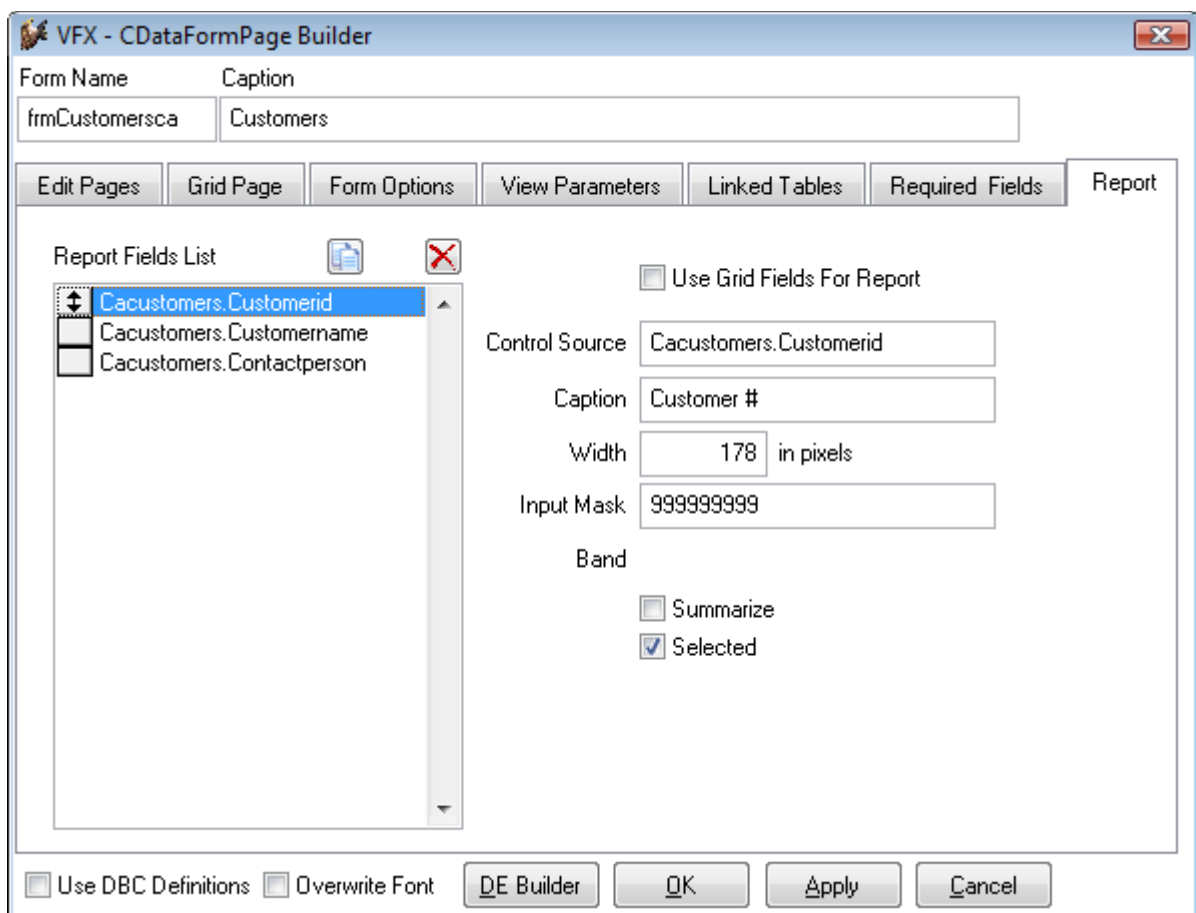 VFX - CDataFormPage Builder
Form Name Caption
frmCustomersca Customers
Edit Pages Grid Page Form Options View Parameters Linked Tables Required Fields Report
Report Fields List
Use Grid Fields For Report
Cacustomers.Customerid
Cacustomers.Customername
Cacustomers.Contactperson
Control Source Cacustomers.Customerid
Caption Customer #
Width 178 in pixels
Input Mask 999999999
Band
Summarize
Selected
Use DBC Definitions Overwrite Font DE Builder OK Apply Cancel